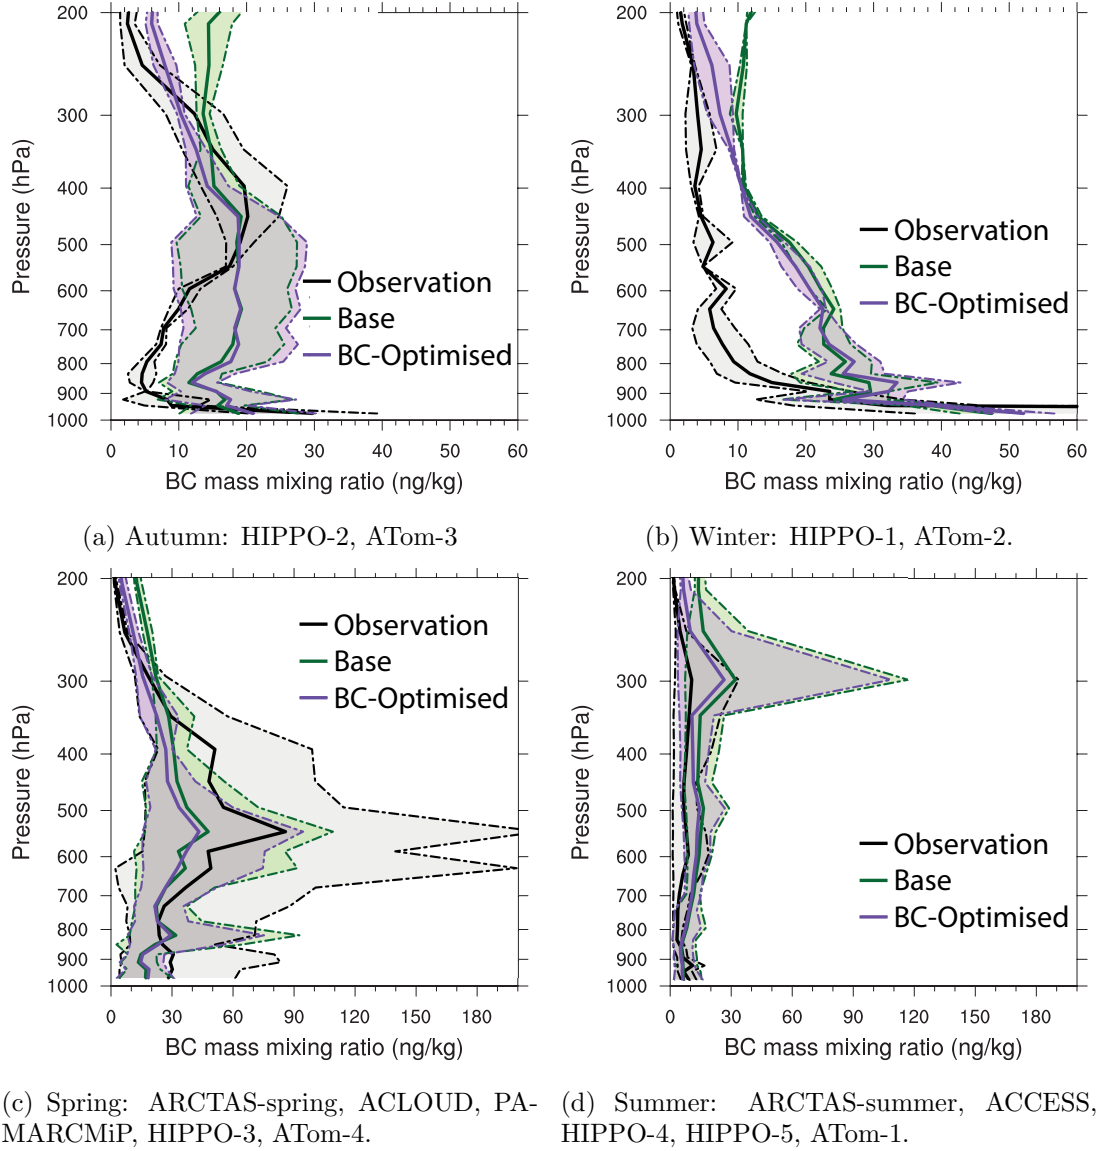 200
300
400
500
600
700
800
900
1000
Pressure (hPa)
Observation
Base
BC-Optimised
0 10 20 30 40 50 60
BC mass mixing ratio (ng/kg)
(a) Autumn: HIPPO-2, ATom-3
200
300
400
500
600
700
800
900
1000
Pressure (hPa)
Observation
Base
BC-Optimised
0 10 20 30 40 50 60
BC mass mixing ratio (ng/kg)
(b) Winter: HIPPO-1, ATom-2.
200
300
400
500
600
700
800
900
1000
Pressure (hPa)
Observation
Base
BC-Optimised
0 30 60 90 120 150 180
BC mass mixing ratio (ng/kg)
(c) Spring: ARCTAS-spring, ACLOUD, PA-
MARCMiP, HIPPO-3, ATom-4.
200
300
400
500
600
700
800
900
1000
Pressure (hPa)
Observation
Base
BC-Optimised
0 30 60 90 120 150 180
BC mass mixing ratio (ng/kg)
(d) Summer: ARCTAS-summer, ACCESS,
HIPPO-4, HIPPO-5, ATom-1.